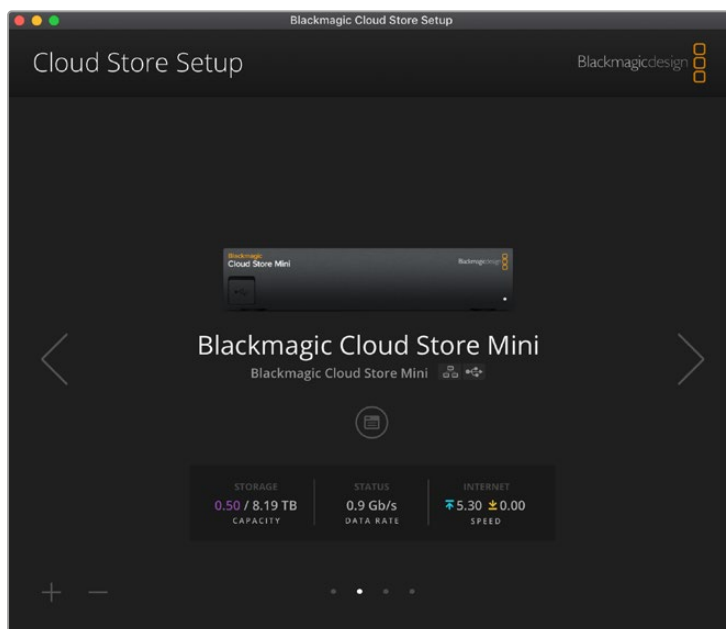 Blackmagic Cloud Store Setup
Cloud Store Setup
Blackmagicdesign
Blackmagic
Cloud Store Mini
Blackmagicdesign
Blackmagic Cloud Store Mini
Blackmagic Cloud Store Mini
STORAGE STATUS INTERNET
0.50 / 8.19 TB 0.9 Gb/s 5.30 0.00
CAPACITY DATA RATE SPEED